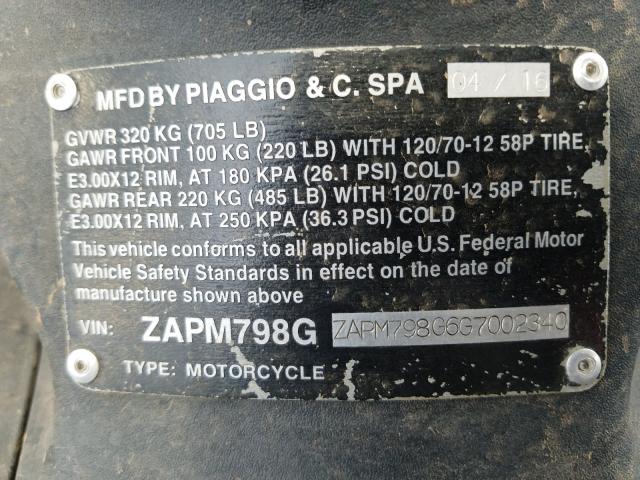 MFD BY PIAGGIO & C. SPA 04 / 16
GVWR 320 KG (705 LB)
GAWR FRONT 100 KG (220 LB) WITH 120/70-12 58P TIRE,
E3.00X12 RIM, AT 180 KPA (26.1 PSI) COLD
GAWR REAR 220 KG (485 LB) WITH 120/70-12 58P TIRE,
E3.00X12 RIM, AT 250 KPA (36.3 PSI) COLD
This vehicle conforms to all applicable U.S. Federal Motor
Vehicle Safety Standards in effect on the date of
manufacture shown above
VIN: ZAPM798G ZAPM798G6G7002340
TYPE: MOTORCYCLE